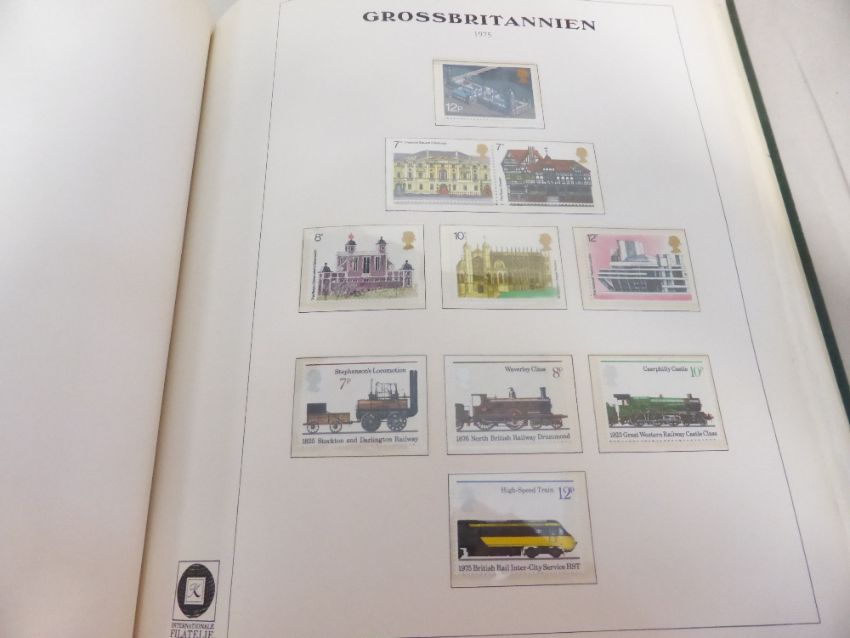 GROSSBRITANNIEN
1975
12p
7p
7p
8p
10p
12p
Stephenson's Locomotion
7p
1825 Stockton and Darlington Railway
Waverley Class
8p
1876 North British Railway Drummond
Caerphilly Castle
10p
1923 Great Western Railway Castle Class
High-Speed Train
12p
1975 British Rail Inter-City Service HST
K
INTERNATIONALE
PHILATELIE